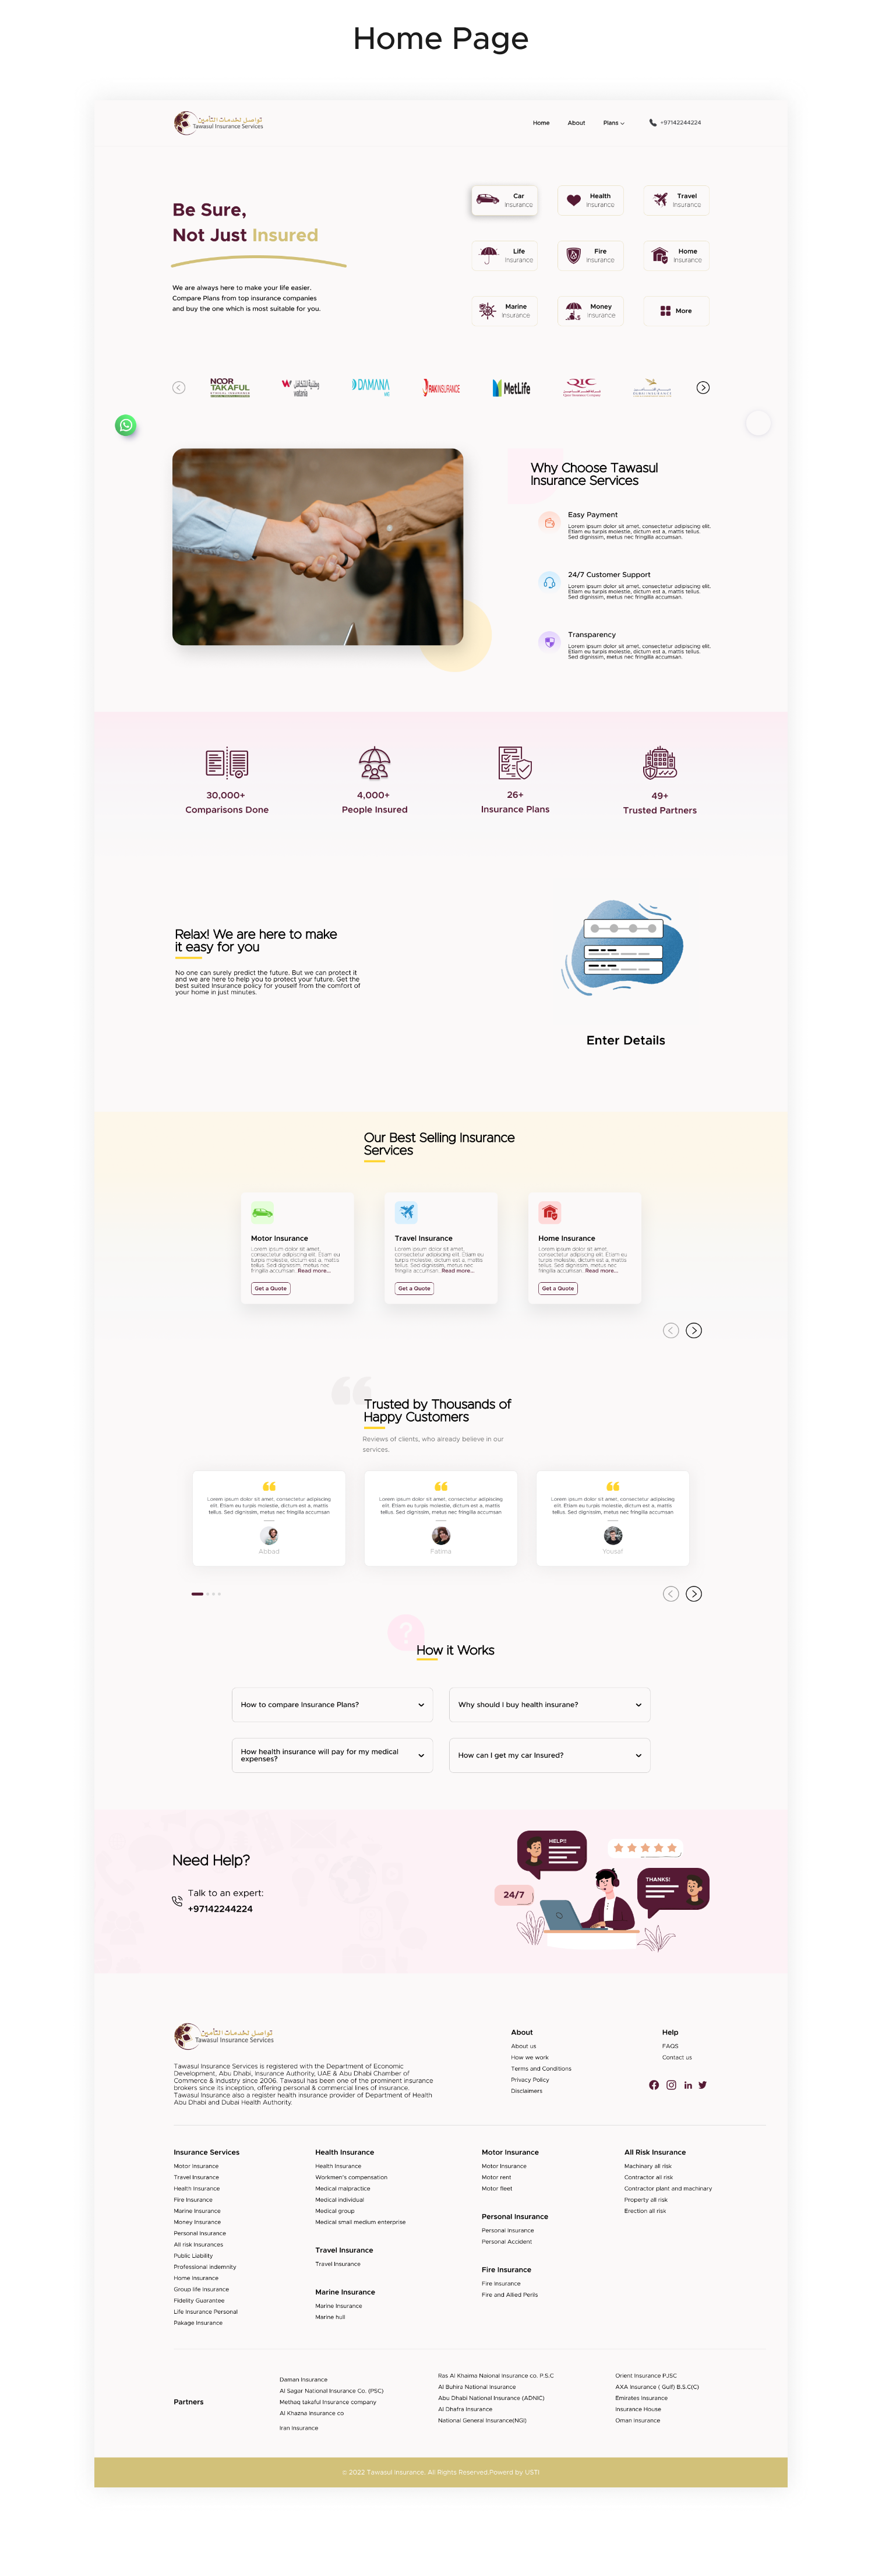 Home Page
تواصل لخدمات التأمين
Tawasul Insurance Services
Home
About
Plans
+97142244224
Be Sure,
Not Just Insured
We are always here to make your life easier.
Compare Plans from top insurance companies
and buy the one which is most suitable for you.
Car
Insurance
Health
Insurance
Travel
Insurance
Life
Insurance
Fire
Insurance
Home
Insurance
Marine
Insurance
Money
Insurance
More
NOOR
TAKAFUL
وطنية للتكافل
watania
DAMANA
RAKINSURANCE
MetLife
QIC
Why Choose Tawasul
Insurance Services
Easy Payment
Lorem ipsum dolor sit amet, consectetur adipiscing elit.
Etiam eu turpis molestie, dictum est a, mattis tellus.
Sed dignissim, metus nec fringilla accumsan.
24/7 Customer Support
Lorem ipsum dolor sit amet, consectetur adipiscing elit.
Etiam eu turpis molestie, dictum est a, mattis tellus.
Sed dignissim, metus nec fringilla accumsan.
Transparency
Lorem ipsum dolor sit amet, consectetur adipiscing elit.
Etiam eu turpis molestie, dictum est a, mattis tellus.
Sed dignissim, metus nec fringilla accumsan.
30,000+
Comparisons Done
4,000+
People Insured
26+
Insurance Plans
49+
Trusted Partners
Relax! We are here to make
it easy for you
No one can surely predict the future. But we can protect it
and we are here to help you to protect your future. Get the
best suited Insurance policy for youself from the comfort of
your home in just minutes.
Enter Details
Our Best Selling Insurance
Services
Motor Insurance
Lorem ipsum dolor sit amet,
consectetur adipiscing elit. Etiam eu
turpis molestie, dictum est a, mattis
tellus. Sed dignissim, metus nec
fringilla accumsan. Read more...
Get a Quote
Travel Insurance
Lorem ipsum dolor sit amet,
consectetur adipiscing elit. Etiam eu
turpis molestie, dictum est a, mattis
tellus. Sed dignissim, metus nec
fringilla accumsan. Read more...
Get a Quote
Home Insurance
Lorem ipsum dolor sit amet,
consectetur adipiscing elit. Etiam eu
turpis molestie, dictum est a, mattis
tellus. Sed dignissim, metus nec
fringilla accumsan. Read more...
Get a Quote
Trusted by Thousands of
Happy Customers
Reviews of clients, who already believe in our
services.
Lorem ipsum dolor sit amet, consectetur adipiscing
elit. Etiam eu turpis molestie, dictum est a, mattis
tellus. Sed dignissim, metus nec fringilla accumsan
Abbad
Lorem ipsum dolor sit amet, consectetur adipiscing
elit. Etiam eu turpis molestie, dictum est a, mattis
tellus. Sed dignissim, metus nec fringilla accumsan
Fatima
Lorem ipsum dolor sit amet, consectetur adipiscing
elit. Etiam eu turpis molestie, dictum est a, mattis
tellus. Sed dignissim, metus nec fringilla accumsan
Yousaf
?
How it Works
How to compare Insurance Plans?
Why should I buy health insurane?
How health insurance will pay for my medical
expenses?
How can I get my car Insured?
Need Help?
Talk to an expert:
+97142244224
HELP!!
24/7
THANKS!
تواصل لخدمات التأمين
Tawasul Insurance Services
Tawasul Insurance Services is registered with the Department of Economic
Development, Abu Dhabi, Insurance Authority, UAE & Abu Dhabi Chamber of
Commerce & Industry since 2006. Tawasul has been one of the prominent insurance
brokers since its inception, offering personal & commercial lines of insurance.
Tawasul Insurance also a register health insurance provider of Department of Health
Abu Dhabi and Dubai Health Authority.
About
About us
How we work
Terms and Conditions
Privacy Policy
Disclaimers
Help
FAQS
Contact us
Insurance Services
Motor Insurance
Travel Insurance
Health Insurance
Fire Insurance
Marine Insurance
Money Insurance
Personal Insurance
All risk Insurances
Public Liability
Professional Indemnity
Home Insurance
Group life insurance
Fidelity Guarantee
Life Insurance Personal
Pakage Insurance
Health Insurance
Health Insurance
Workmen's compensation
Medical malpractice
Medical individual
Medical group
Medical small medium enterprise
Travel Insurance
Travel Insurance
Marine Insurance
Marine Insurance
Marine hull
Motor Insurance
Motor Insurance
Motor rent
Motor fleet
Personal Insurance
Personal Insurance
Personal Accident
Fire Insurance
Fire Insurance
Fire and Allied Perils
All Risk Insurance
Machinary all risk
Contractor all risk
Contractor plant and machinary
Property all risk
Erection all risk
Partners
Daman Insurance
Al Sagar National Insurance Co. (PSC)
Methaq takaful Insurance company
Al Khazna Insurance co
Iran Insurance
Ras Al Khaima Naional Insurance co. P.S.C
Al Buhira National Insurance
Abu Dhabi National Insurance (ADNIC)
Al Dhafra Insurance
National General Insurance(NGI)
Orient Insurance PJSC
AXA Insurance ( Gulf) B.S.C(C)
Emirates Insurance
Insurance House
Oman Insurance
© 2022 Tawasul Insurance. All Rights Reserved.Powerd by USTI